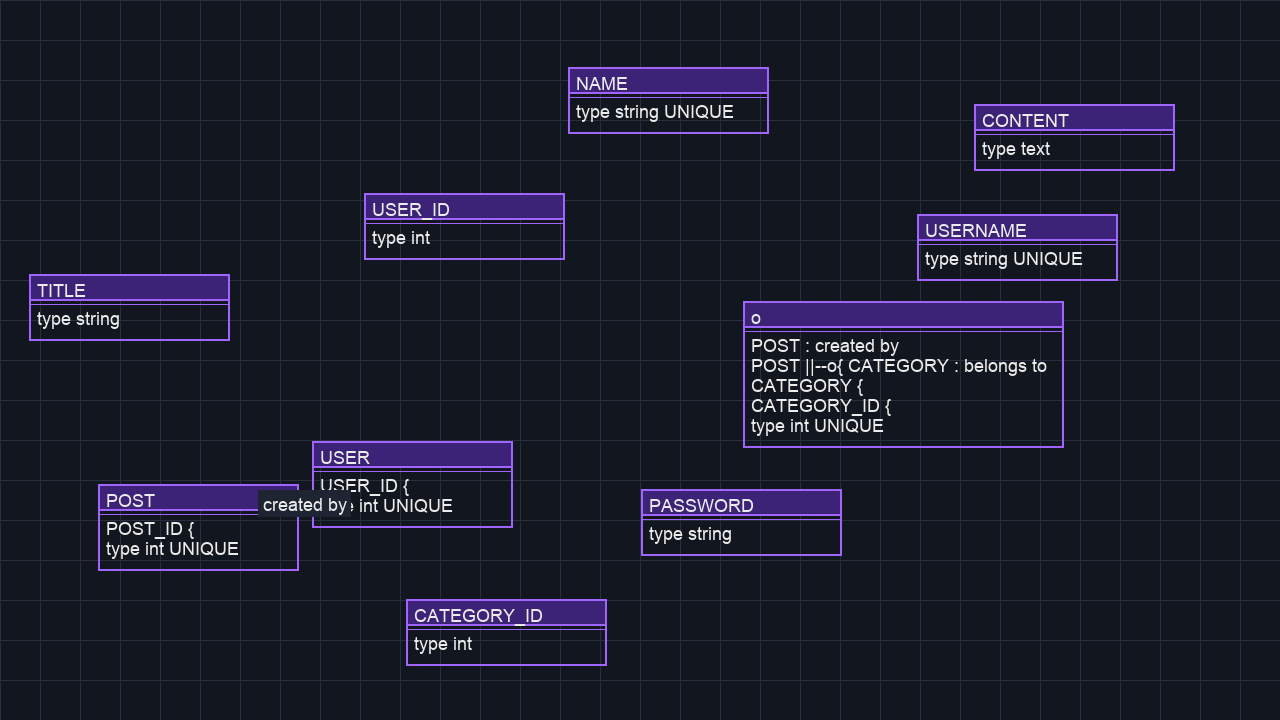 NAME
type string UNIQUE
CONTENT
type text
USER_ID
type int
USERNAME
type string UNIQUE
TITLE
type string
o
POST : created by
POST ||--o{ CATEGORY : belongs to
CATEGORY {
CATEGORY_ID {
type int UNIQUE
USER
USER_ID {
int UNIQUE
POST
created by
POST_ID {
type int UNIQUE
PASSWORD
type string
CATEGORY_ID
type int